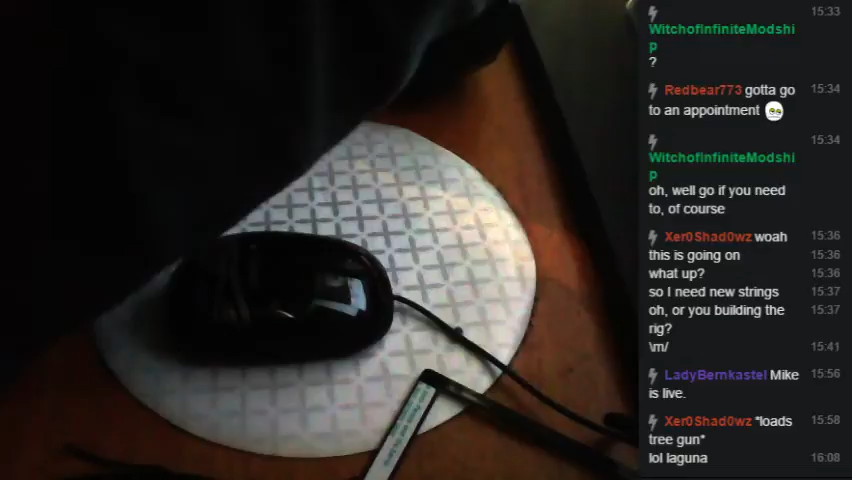 15:33
WitchofInfiniteModshi
p
?
Redbear773 gotta go 15:34
to an appointment
15:34
WitchofInfiniteModshi
p
oh, well go if you need
to, of course
Xer0Shad0wz woah 15:36
this is going on 15:36
what up? 15:36
so I need new strings 15:37
oh, or you building the 15:37
rig?
\m/ 15:41
LadyBernkastel Mike 15:56
is live.
Xer0Shad0wz *loads 15:58
tree gun*
lol laguna 16:08